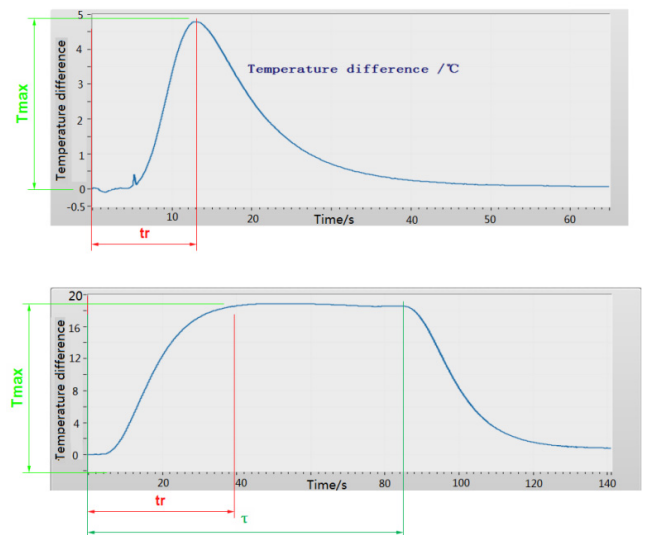 5
4
3
2
1
0
-0.5
Temperature difference
Tmax
Temperature difference /℃
10
20
40
50
60
Time/s
tr
20
16
12
8
4
0
Temperature difference
Tmax
20
40
60
80
100
120
140
Time/s
tr
τ